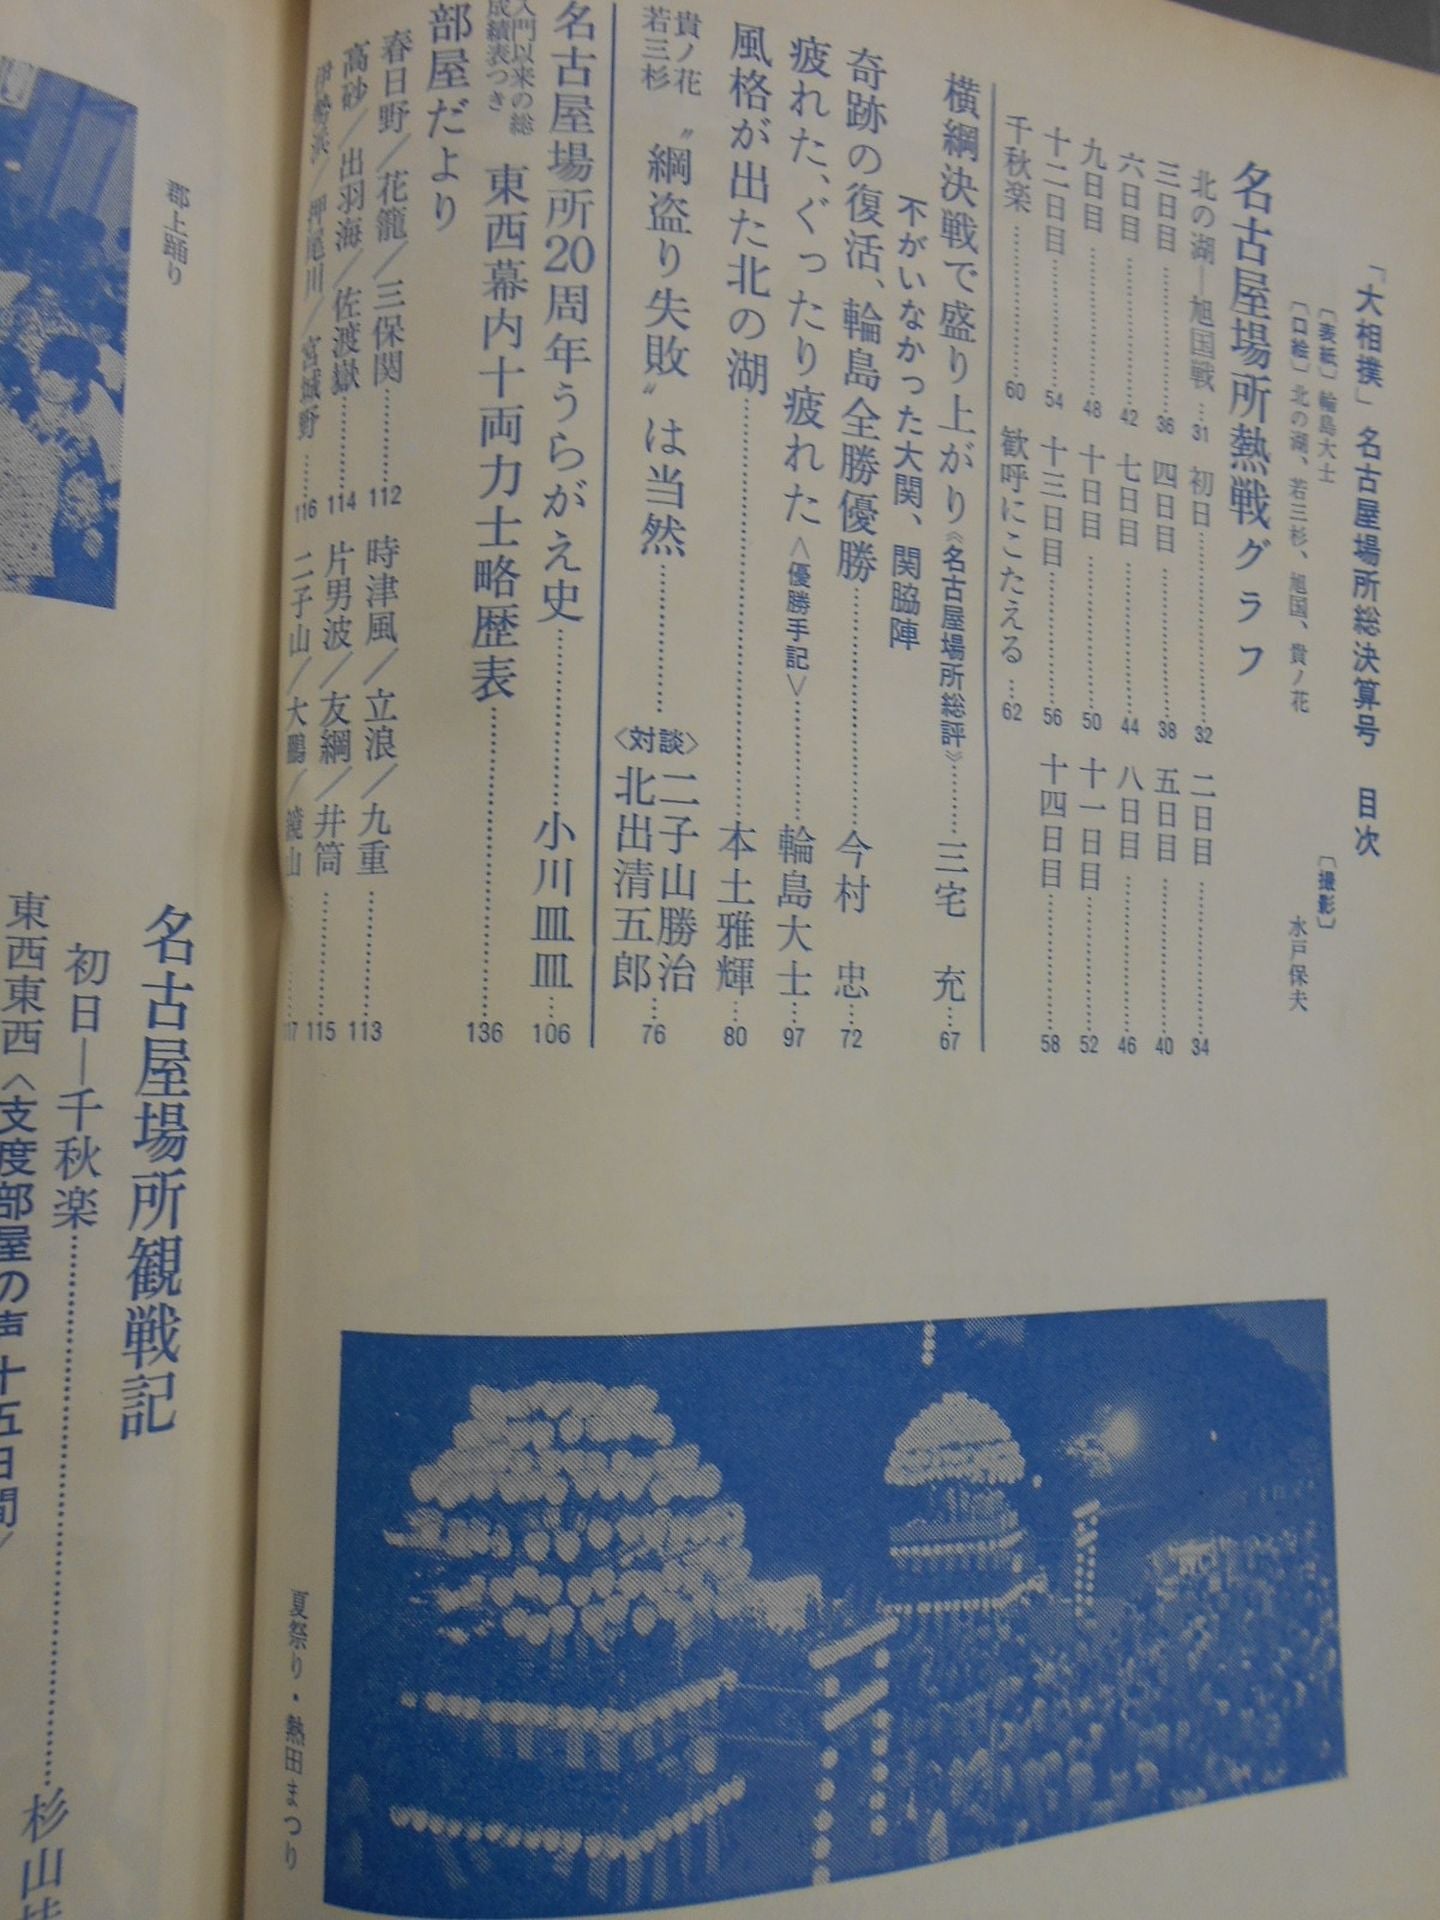 「大相撲」名古屋場所総決算号 目次
〔表紙〕輪島大士
〔口絵〕北の湖、若三杉、旭国、貴ノ花
〔撮影〕
水戸保夫
名古屋場所熱戦グラフ
北の湖―旭国戦…31 初日…………32 二日目…………34
三日目…………36 四日目…………38 五日目…………40
六日目…………42 七日目…………44 八日目…………46
九日目…………48 十日目…………50 十一日目…………52
十二日目…………54 十三日目…………56 十四日目…………58
千秋楽…………60 歓呼にこたえる…62
横綱決戦で盛り上がり《名古屋場所総評》………三宅 充…67
不がいなかった大関、関脇陣
奇跡の復活、輪島全勝優勝…………今村 忠…72
疲れた、ぐったり疲れた〈優勝手記〉…………輪島大士…97
風格が出た北の湖…………本土雅輝…80
貴ノ花
若三杉
〝綱盗り失敗〟は当然…………〈対談〉
二子山勝治
北出清五郎…76
名古屋場所20周年うらがえ史…………小川皿皿…106
入門以来の総
成績表つき
東西幕内十両力士略歴表…………136
部屋だより
春日野／花籠／三保関…………112 時津風／立浪／九重…………113
高砂／出羽海／佐渡嶽…………114 片男波／友綱／井筒…………115
伊勢ヶ浜／押尾川／宮城野……116 二子山／大鵬／鏡山…………117
夏祭り・熱田まつり
郡上踊り
名古屋場所観戦記
初日―千秋楽…………杉山
東西東西〈支度部屋の声 十五日間／